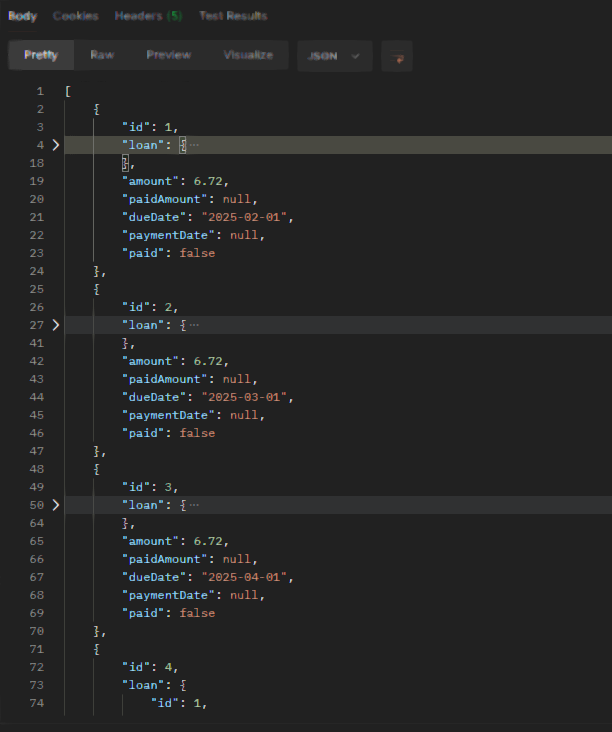 Body Cookies Headers (5) Test Results
Pretty Raw Preview Visualize JSON
1 [
2 {
3 "id": 1,
4 "loan": { ...
18 },
19 "amount": 6.72,
20 "paidAmount": null,
21 "dueDate": "2025-02-01",
22 "paymentDate": null,
23 "paid": false
24 },
25 {
26 "id": 2,
27 "loan": { ...
41 },
42 "amount": 6.72,
43 "paidAmount": null,
44 "dueDate": "2025-03-01",
45 "paymentDate": null,
46 "paid": false
47 },
48 {
49 "id": 3,
50 "loan": { ...
64 },
65 "amount": 6.72,
66 "paidAmount": null,
67 "dueDate": "2025-04-01",
68 "paymentDate": null,
69 "paid": false
70 },
71 {
72 "id": 4,
73 "loan": {
74 "id": 1,